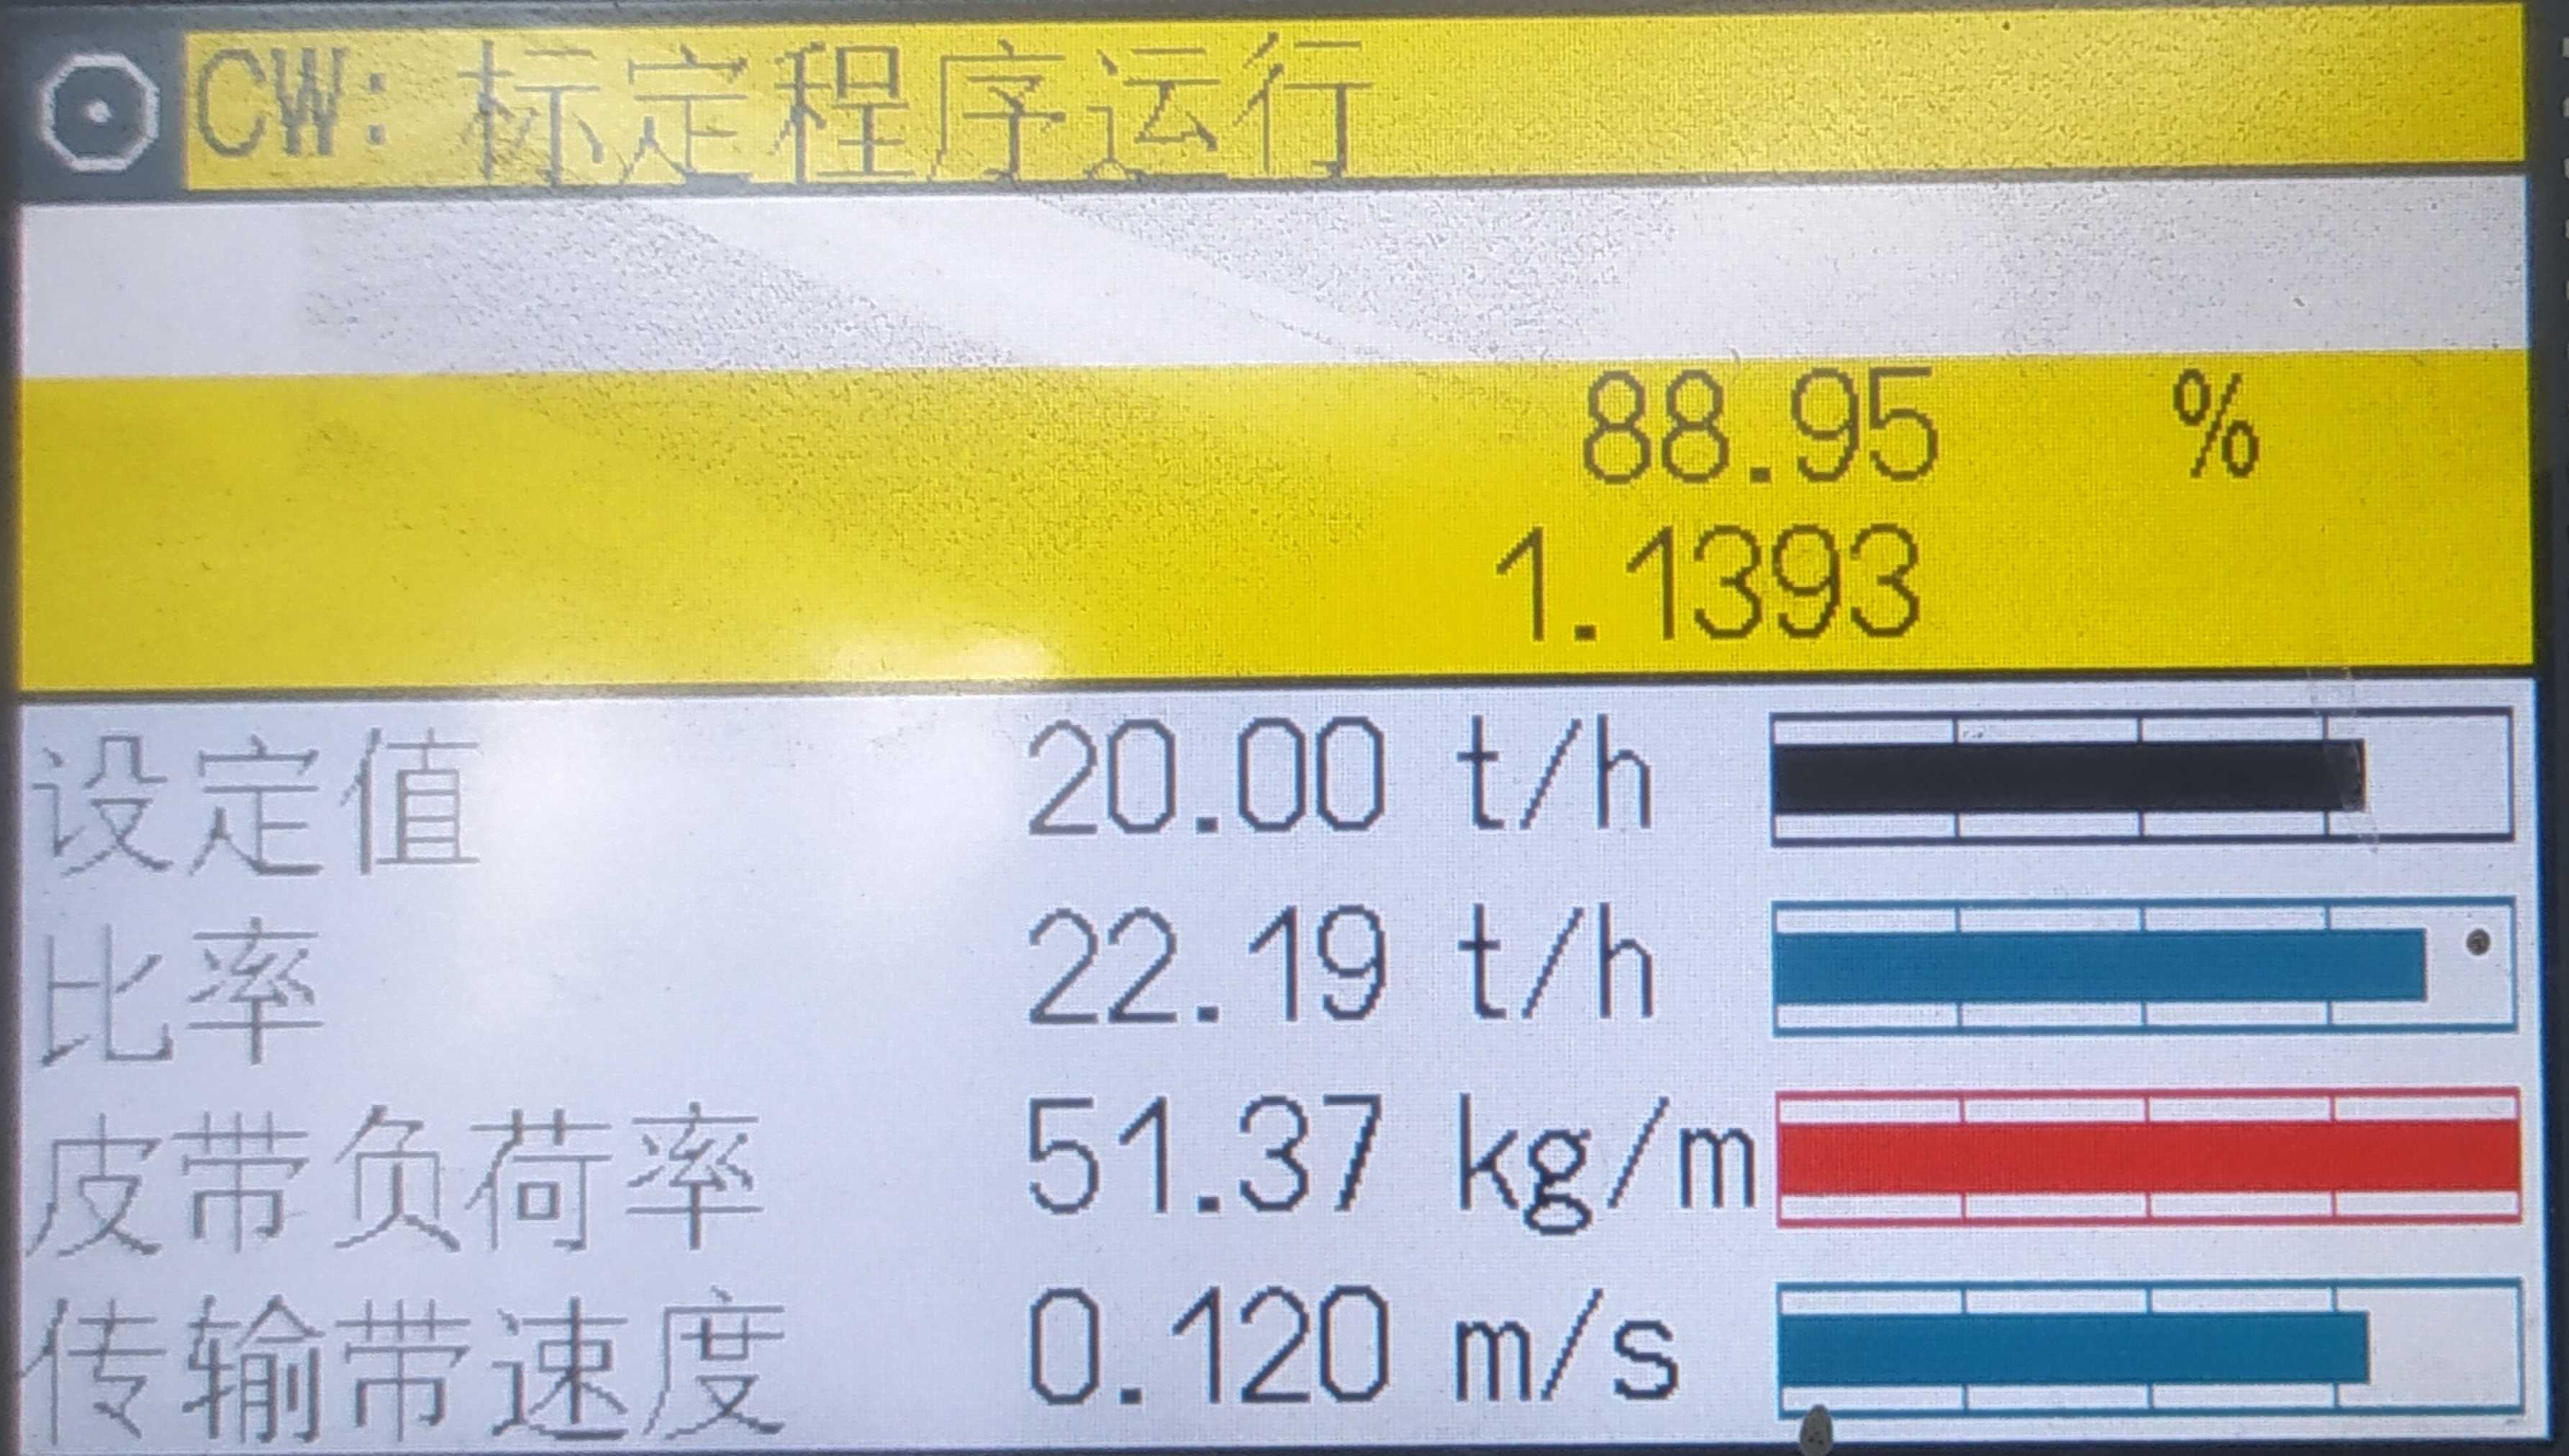 CW: 标定程序运行
88.95 %
1.1393
设定值 20.00 t/h
比率 22.19 t/h
皮带负荷率 51.37 kg/m
传输带速度 0.120 m/s